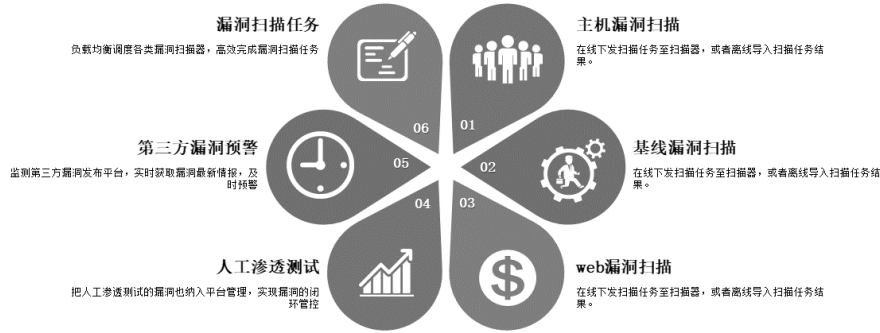 漏洞扫描任务
负载均衡调度各类漏洞扫描器，高效完成漏洞扫描任务
06
主机漏洞扫描
在线下发扫描任务至扫描器，或者离线导入扫描任务结
果。
01
第三方漏洞预警
监测第三方漏洞发布平台，实时获取漏洞最新情报，及
时预警
05
基线漏洞扫描
在线下发扫描任务至扫描器，或者离线导入扫描任务结
果。
02
人工渗透测试
把人工渗透测试的漏洞也纳入平台管理，实现漏洞的闭
环管控
04
web漏洞扫描
在线下发扫描任务至扫描器，或者离线导入扫描任务结
果。
03
$